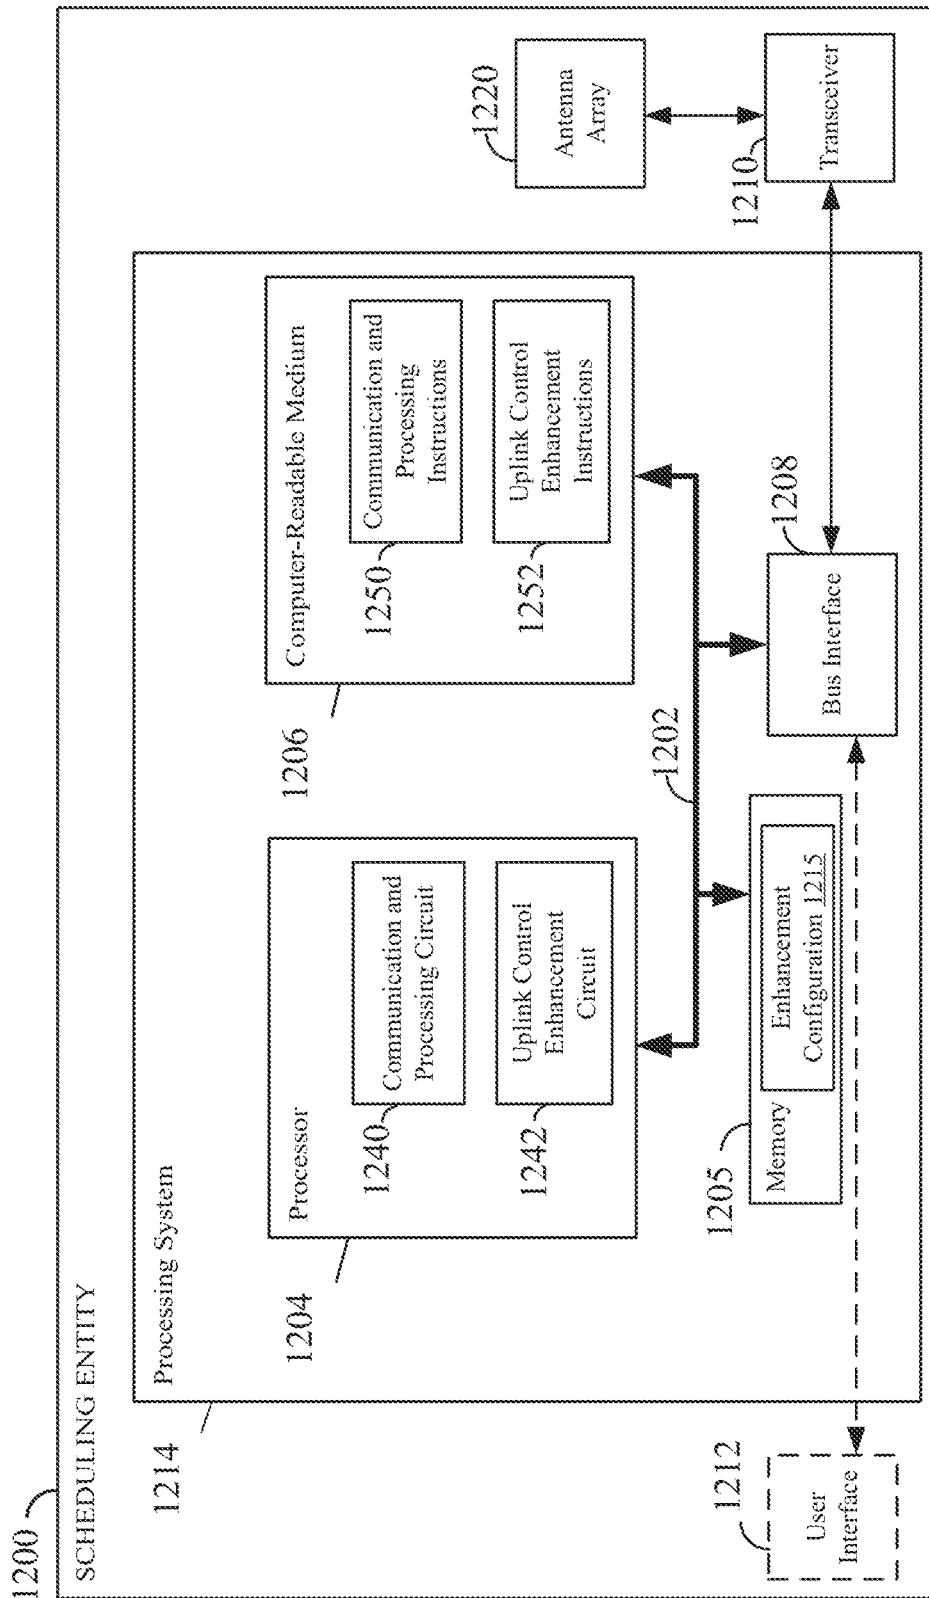 1200
SCHEDULING ENTITY
1214
Processing System
1204
Processor
1240
Communication and
Processing Circuit
1242
Uplink Control
Enhancement
Circuit
1206
Computer-Readable Medium
1250
Communication and
Processing
Instructions
1252
Uplink Control
Enhancement
Instructions
1220
Antenna
Array
1202
1205
Memory
Enhancement
Configuration 1215
1208
Bus Interface
1210
Transceiver
1212
User
Interface